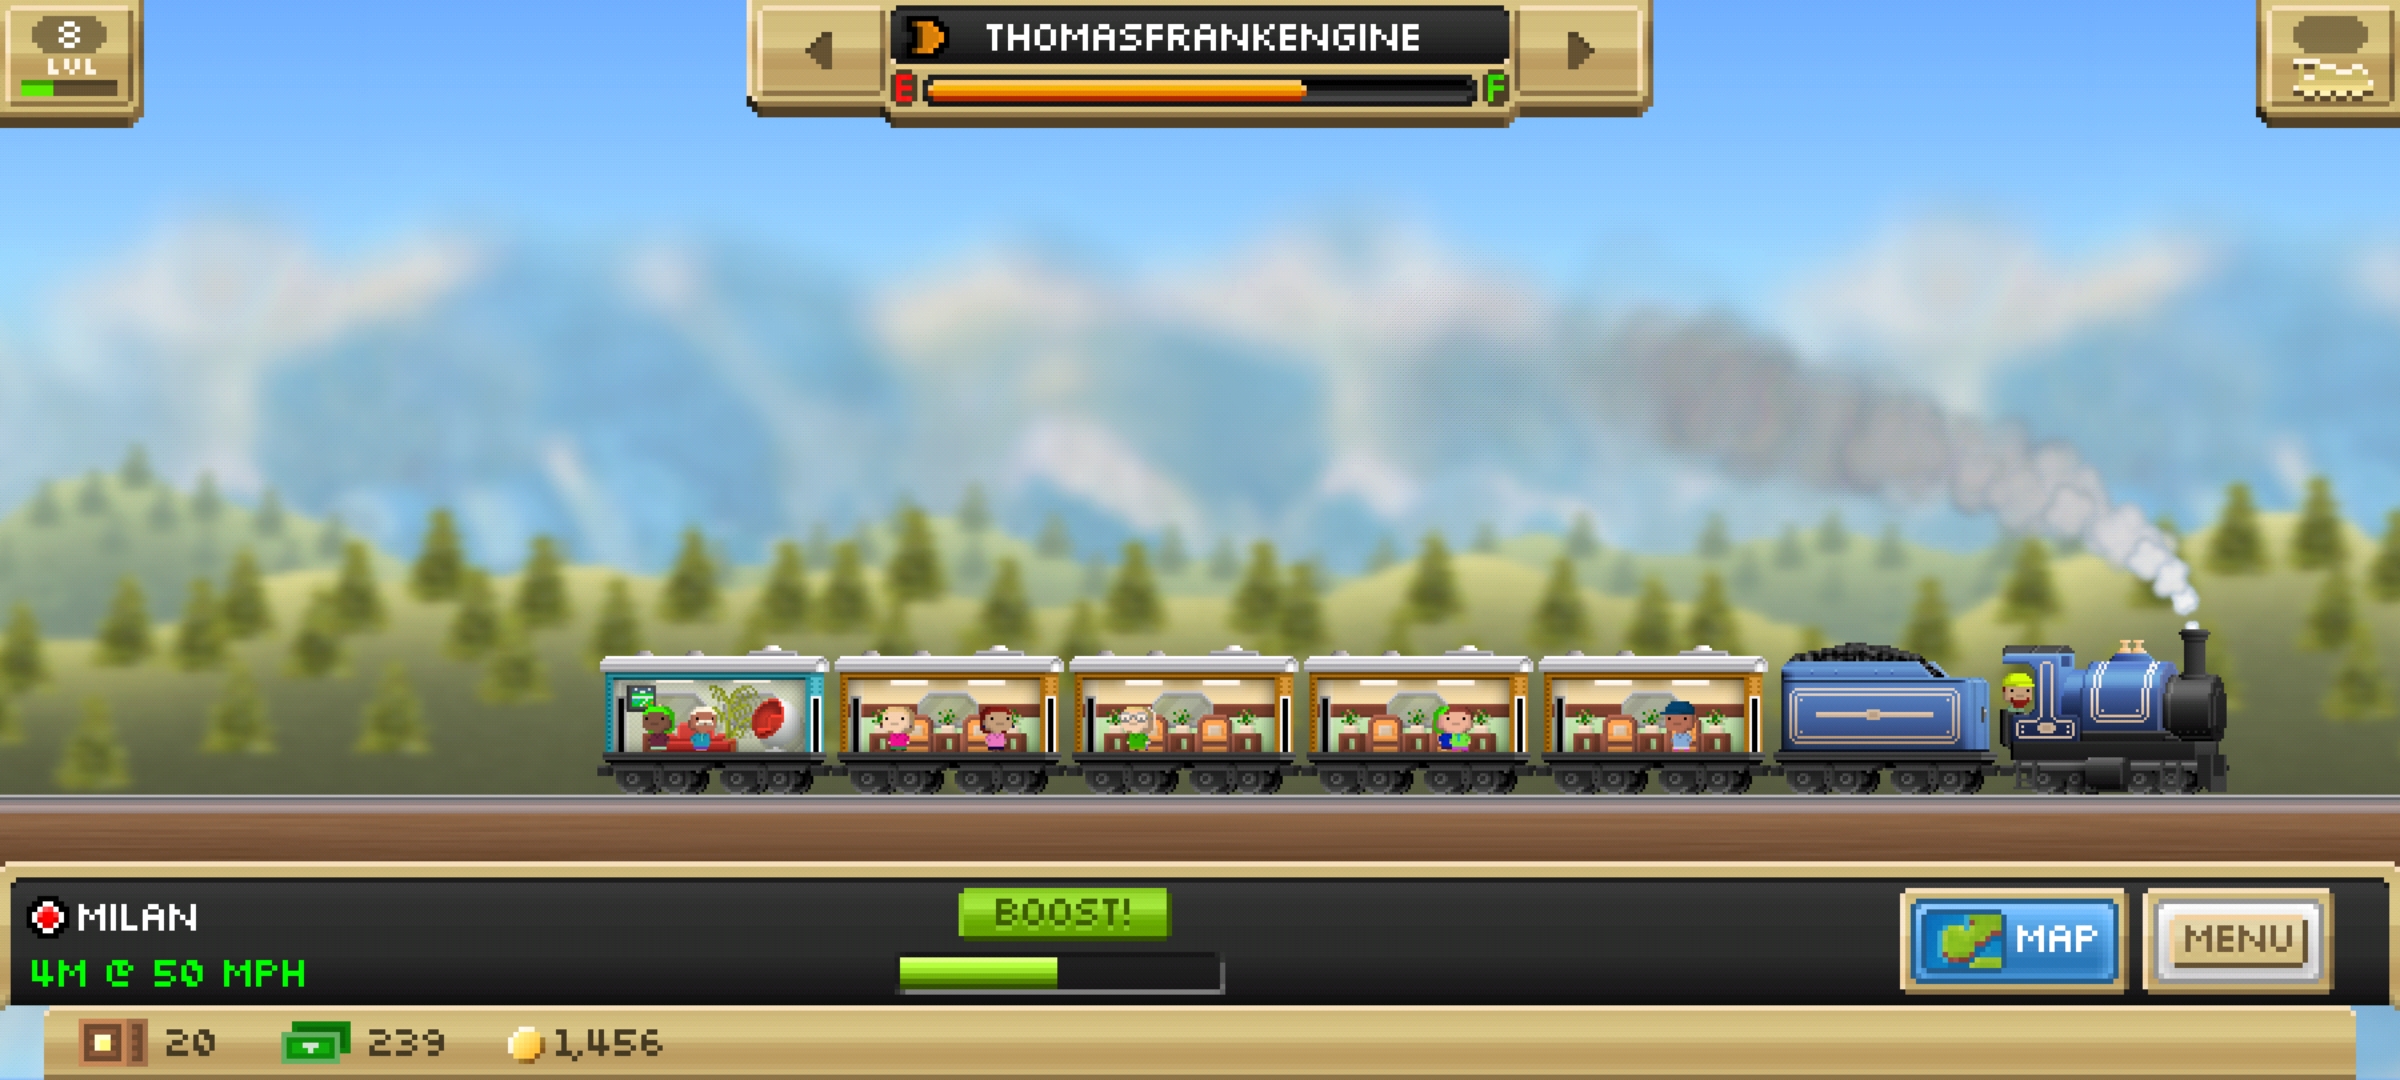 8
LVL
THOMASFRANKENGINE
E F
MILAN
4M @ 50 MPH
BOOST!
MAP
MENU
20
239
1,456